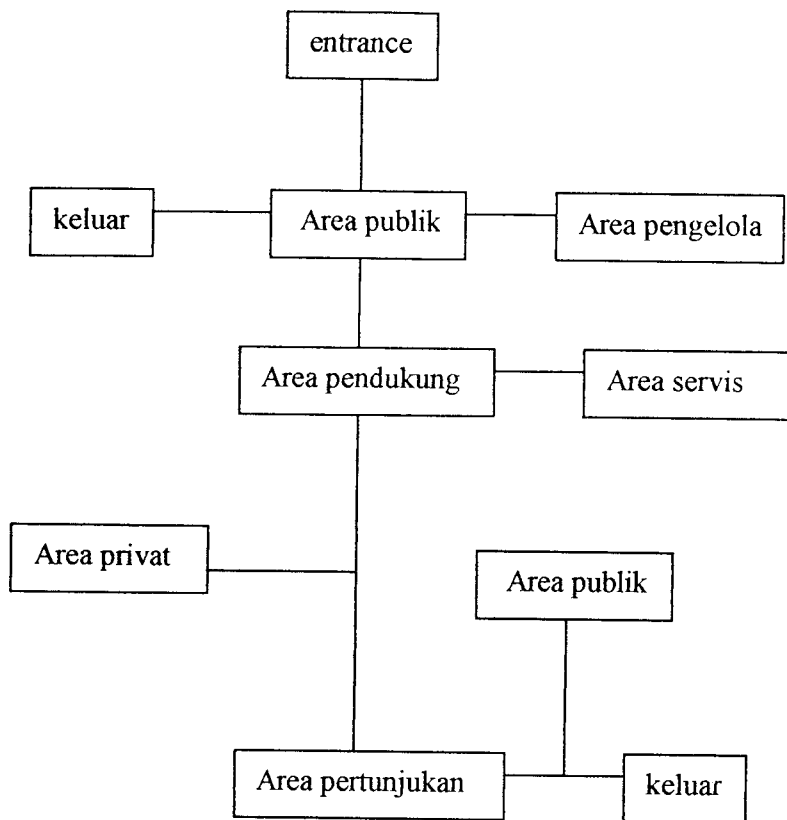 entrance
keluar
Area publik
Area pengelola
Area pendukung
Area servis
Area privat
Area publik
Area pertunjukan
keluar